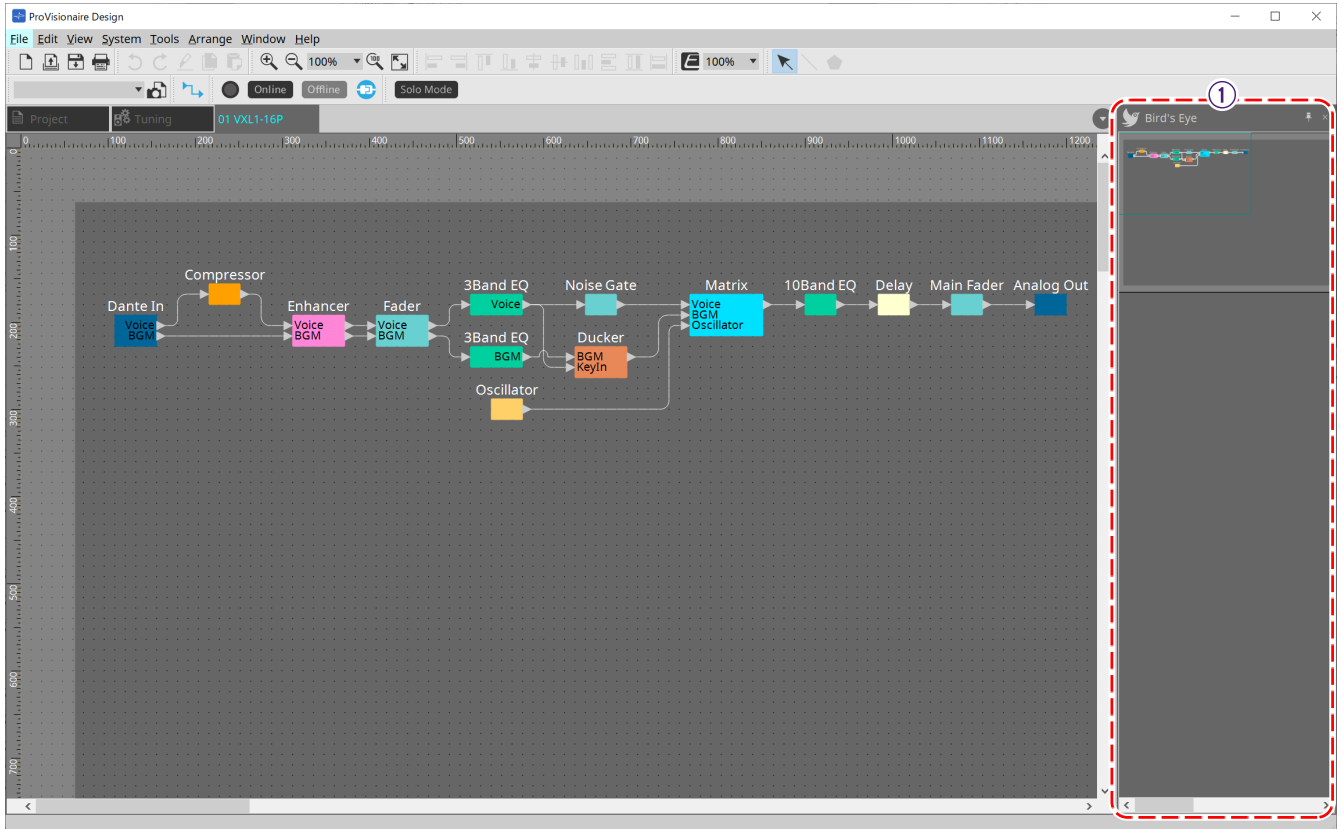 ProVisionaire Design
File Edit View System Tools Arrange Window Help
100% 100 E 100%
Online Offline Solo Mode
①
Project Tuning 01 VXL1-16P Bird's Eye
0 100 200 300 400 500 600 700 800 900 1000 1100 1200
100
200
300
400
500
600
700
Compressor
Dante In
Voice
BGM
Enhancer
Voice
BGM
Fader
Voice
BGM
3Band EQ
Voice
3Band EQ
BGM
Oscillator
Noise Gate
Ducker
BGM
KeyIn
Matrix
Voice
BGM
Oscillator
10Band EQ
Delay
Main Fader
Analog Out